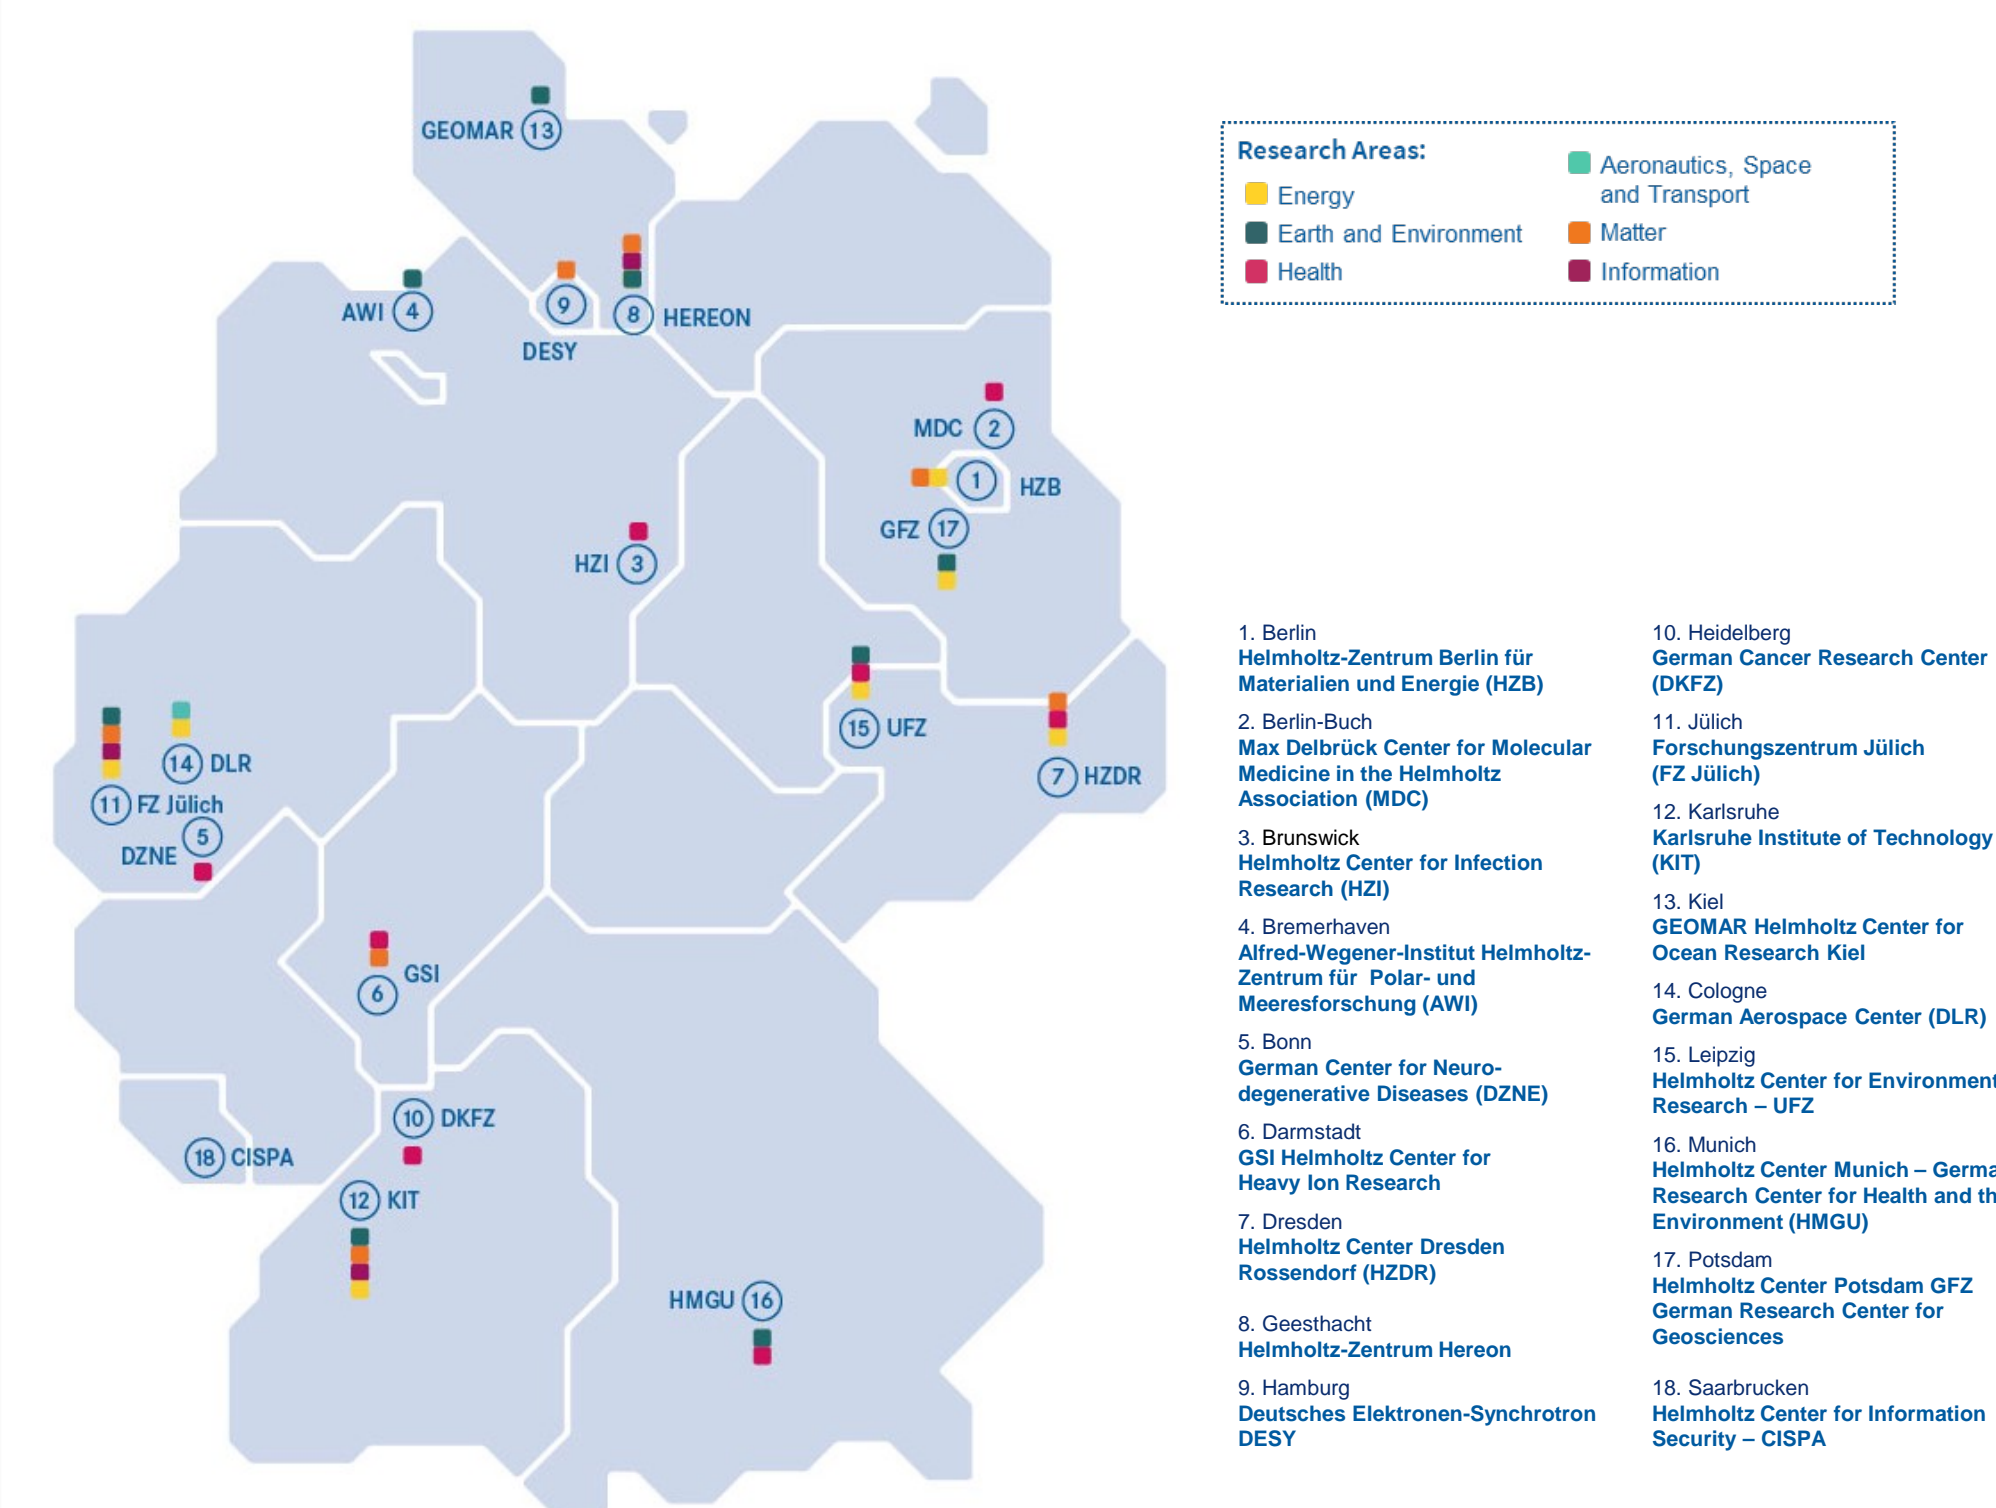 GEOMAR 13
AWI 4
9
DESY
8 HEREON
MDC 2
1 HZB
GFZ 17
HZI 3
15 UFZ
7 HZDR
14 DLR
11 FZ Jülich
5
DZNE
GSI
6
10 DKFZ
18 CISPA
12 KIT
HMGU 16
Research Areas:
Energy
Earth and Environment
Health
Aeronautics, Space
and Transport
Matter
Information
1. Berlin
Helmholtz-Zentrum Berlin für
Materialien und Energie (HZB)
2. Berlin-Buch
Max Delbrück Center for Molecular
Medicine in the Helmholtz
Association (MDC)
3. Brunswick
Helmholtz Center for Infection
Research (HZI)
4. Bremerhaven
Alfred-Wegener-Institut Helmholtz-
Zentrum für Polar- und
Meeresforschung (AWI)
5. Bonn
German Center for Neuro-
degenerative Diseases (DZNE)
6. Darmstadt
GSI Helmholtz Center for
Heavy Ion Research
7. Dresden
Helmholtz Center Dresden
Rossendorf (HZDR)
8. Geesthacht
Helmholtz-Zentrum Hereon
9. Hamburg
Deutsches Elektronen-Synchrotron
DESY
10. Heidelberg
German Cancer Research Center
(DKFZ)
11. Jülich
Forschungszentrum Jülich
(FZ Jülich)
12. Karlsruhe
Karlsruhe Institute of Technology
(KIT)
13. Kiel
GEOMAR Helmholtz Center for
Ocean Research Kiel
14. Cologne
German Aerospace Center (DLR)
15. Leipzig
Helmholtz Center for Environment
Research – UFZ
16. Munich
Helmholtz Center Munich – Germa
Research Center for Health and th
Environment (HMGU)
17. Potsdam
Helmholtz Center Potsdam GFZ
German Research Center for
Geosciences
18. Saarbrucken
Helmholtz Center for Information
Security – CISPA